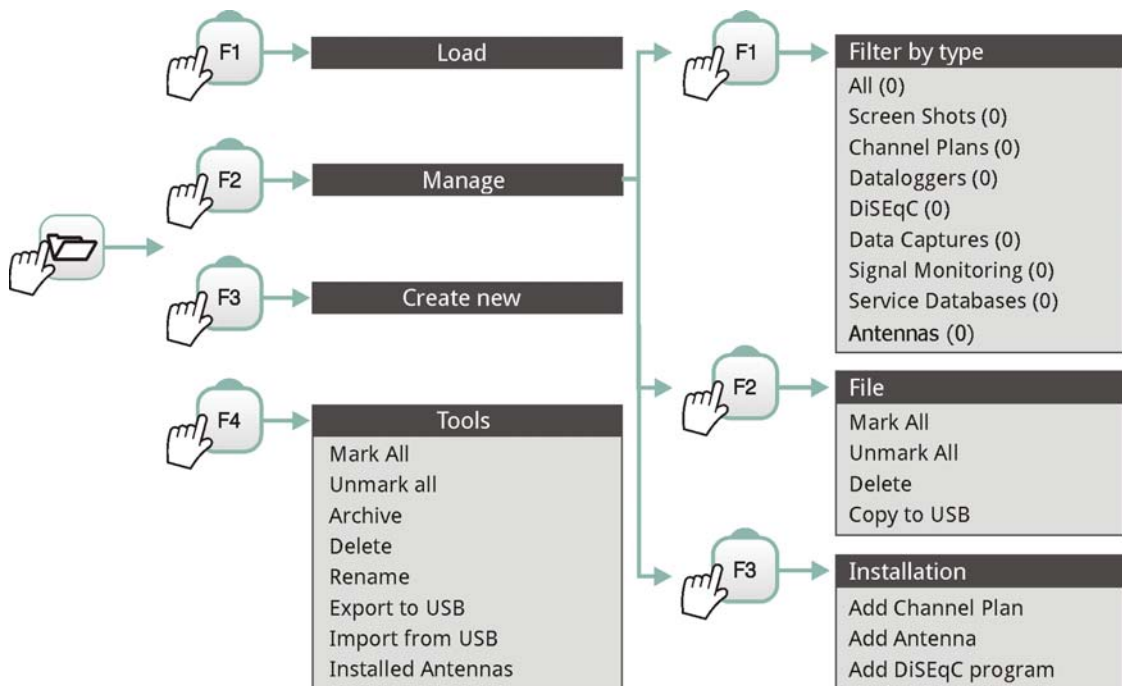 F1
Load
F2
Manage
F3
Create new
F4
Tools
Mark All
Unmark all
Archive
Delete
Rename
Export to USB
Import from USB
Installed Antennas
F1
Filter by type
All (0)
Screen Shots (0)
Channel Plans (0)
Dataloggers (0)
DiSEqC (0)
Data Captures (0)
Signal Monitoring (0)
Service Databases (0)
Antennas (0)
F2
File
Mark All
Unmark All
Delete
Copy to USB
F3
Installation
Add Channel Plan
Add Antenna
Add DiSEqC program